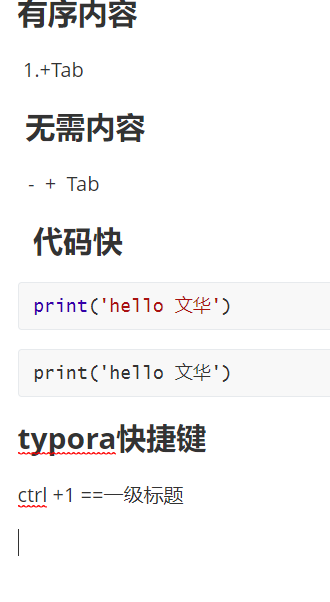 有序内容
1.+Tab
无需内容
- + Tab
代码快
print('hello 文华')
print('hello 文华')
typora快捷键
ctrl +1 ==一级标题